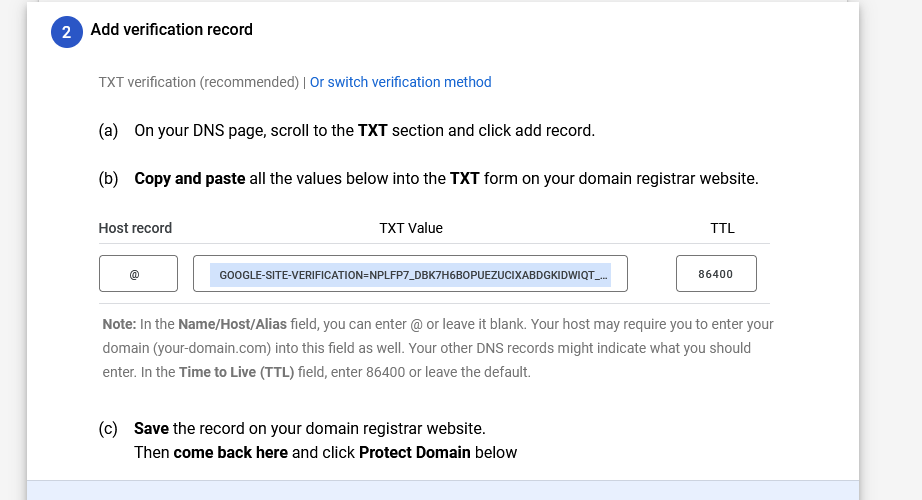 2 Add verification record
TXT verification (recommended) | Or switch verification method
(a) On your DNS page, scroll to the TXT section and click add record.
(b) Copy and paste all the values below into the TXT form on your domain registrar website.
Host record TXT Value TTL
@ GOOGLE-SITE-VERIFICATION=NPLFP7_DBK7H6BOPUEZUCIXABDGKIDWIQT_... 86400
Note: In the Name/Host/Alias field, you can enter @ or leave it blank. Your host may require you to enter your
domain (your-domain.com) into this field as well. Your other DNS records might indicate what you should
enter. In the Time to Live (TTL) field, enter 86400 or leave the default.
(c) Save the record on your domain registrar website.
Then come back here and click Protect Domain below